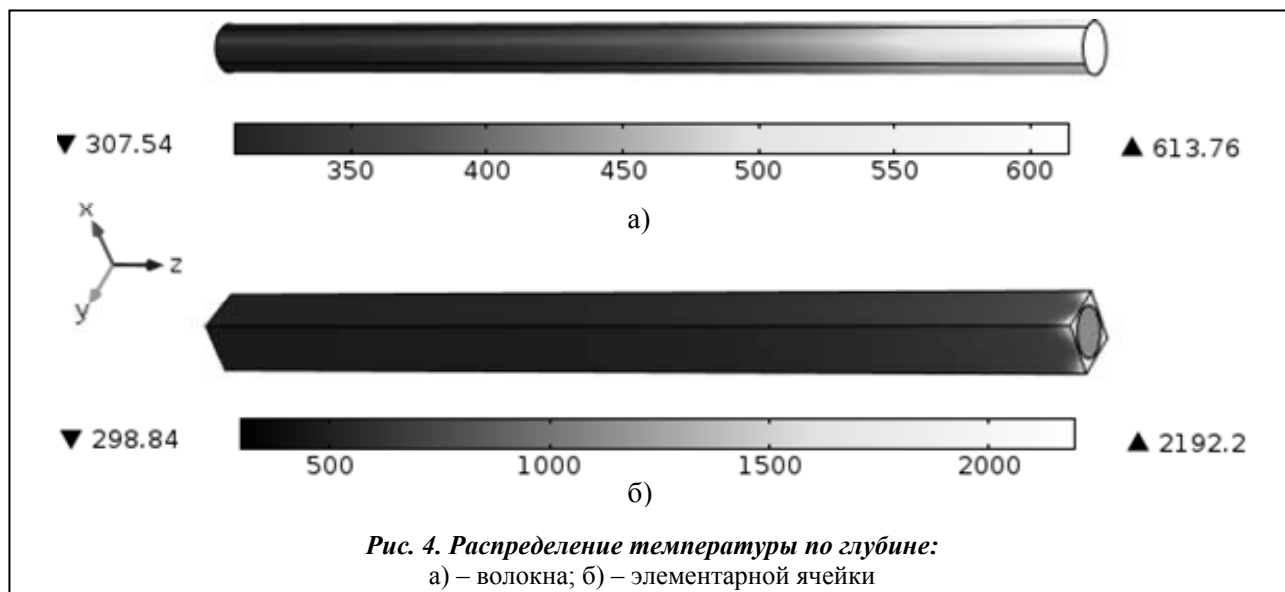 ▼ 307.54
▲ 613.76
350 400 450 500 550 600
а)
x
z
y
▼ 298.84
▲ 2192.2
500 1000 1500 2000
б)
Рис. 4. Распределение температуры по глубине:
а) – волокна; б) – элементарной ячейки